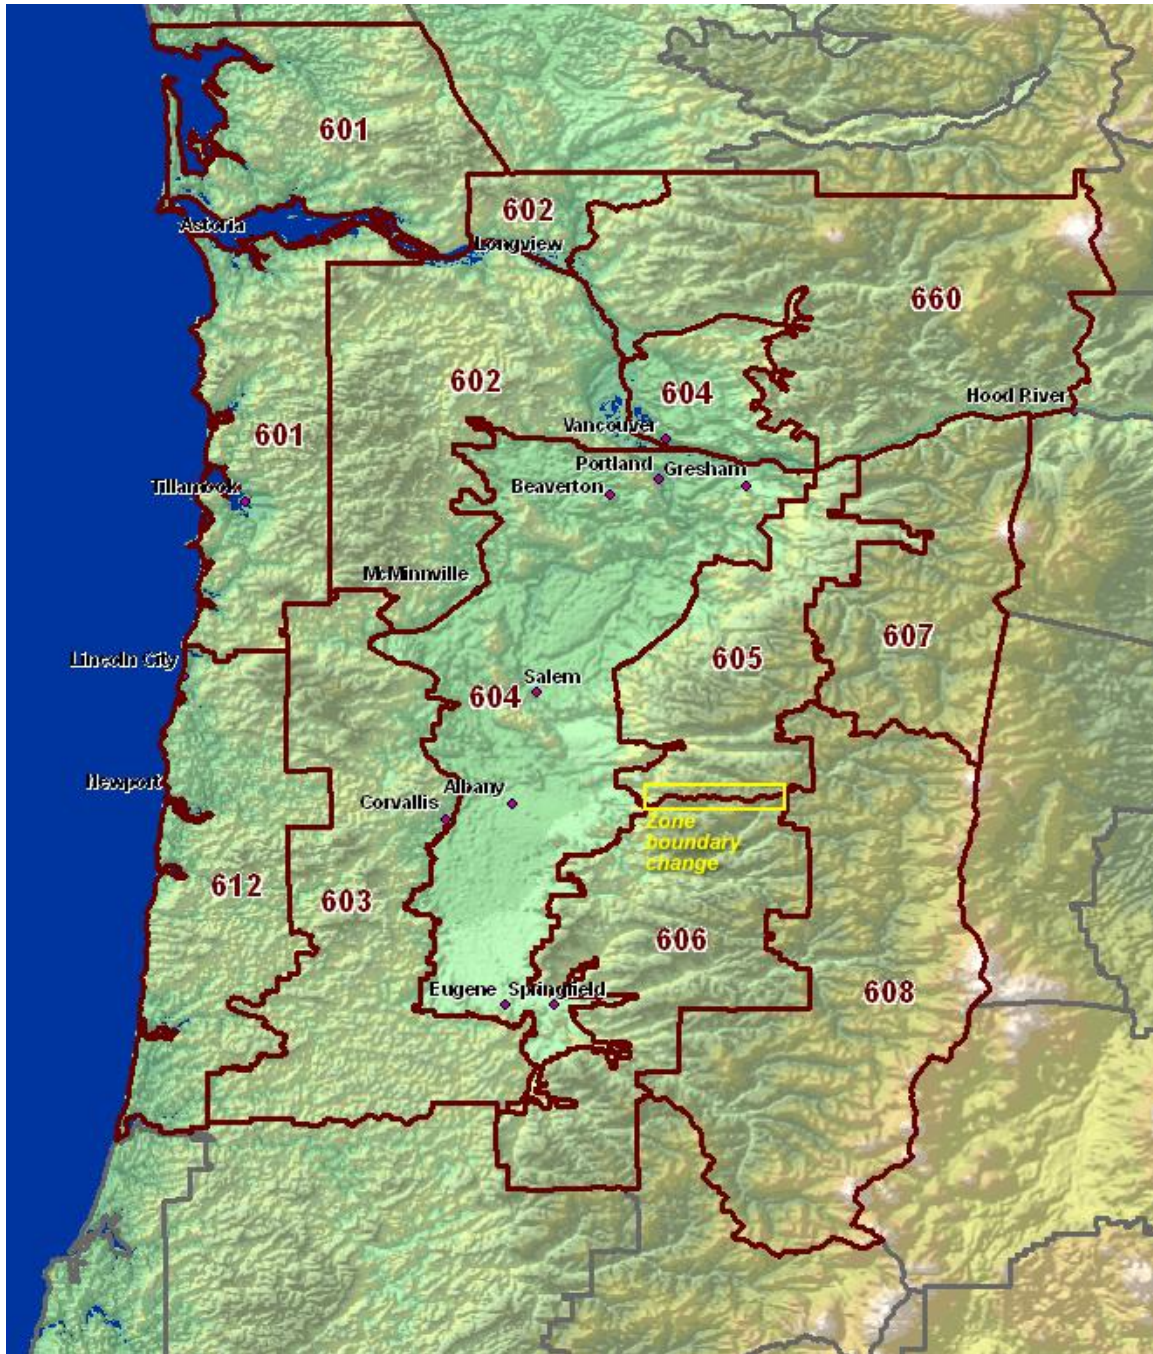 601
602
Astoria
Longview
660
602
604
Hood River
601
Vancouver
Portland
Gresham
Tillamook
Beaverton
McMinnville
607
605
Lincoln City
604
Salem
Newport
Albany
Corvallis
Zone
boundary
change
612
603
606
Eugene
Springfield
608